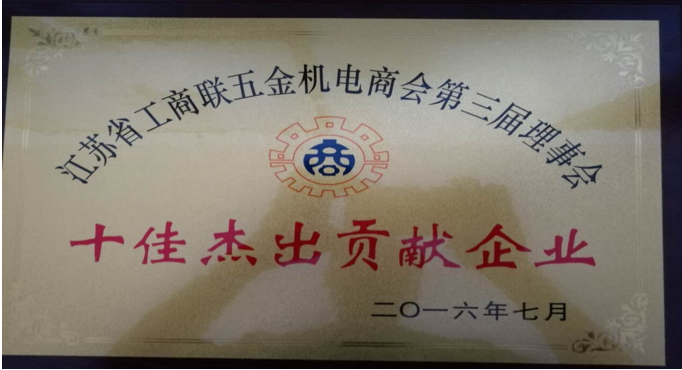 江苏省工商联五金机电商会第三届理事会
商
十佳杰出贡献企业
二〇一六年七月